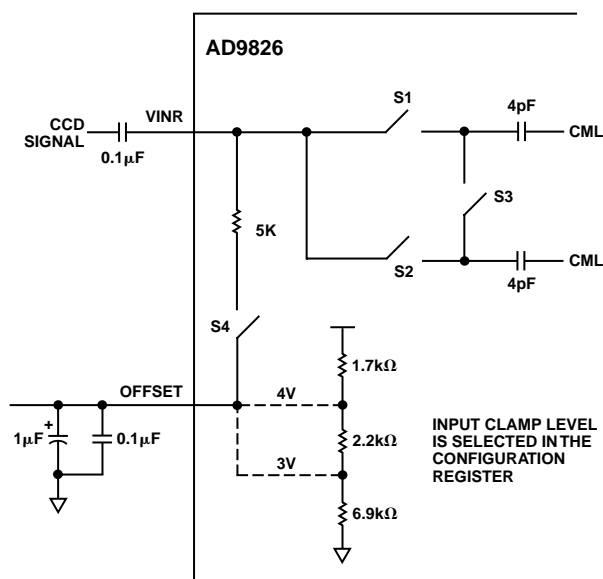 AD9826
S1
4pF
CCD
SIGNAL
VINR
CML
0.1μF
S3
5K
S2
CML
4pF
S4
1.7kΩ
OFFSET
4V
1μF
+
0.1μF
2.2kΩ
INPUT CLAMP LEVEL
IS SELECTED IN THE
CONFIGURATION
REGISTER
3V
6.9kΩ